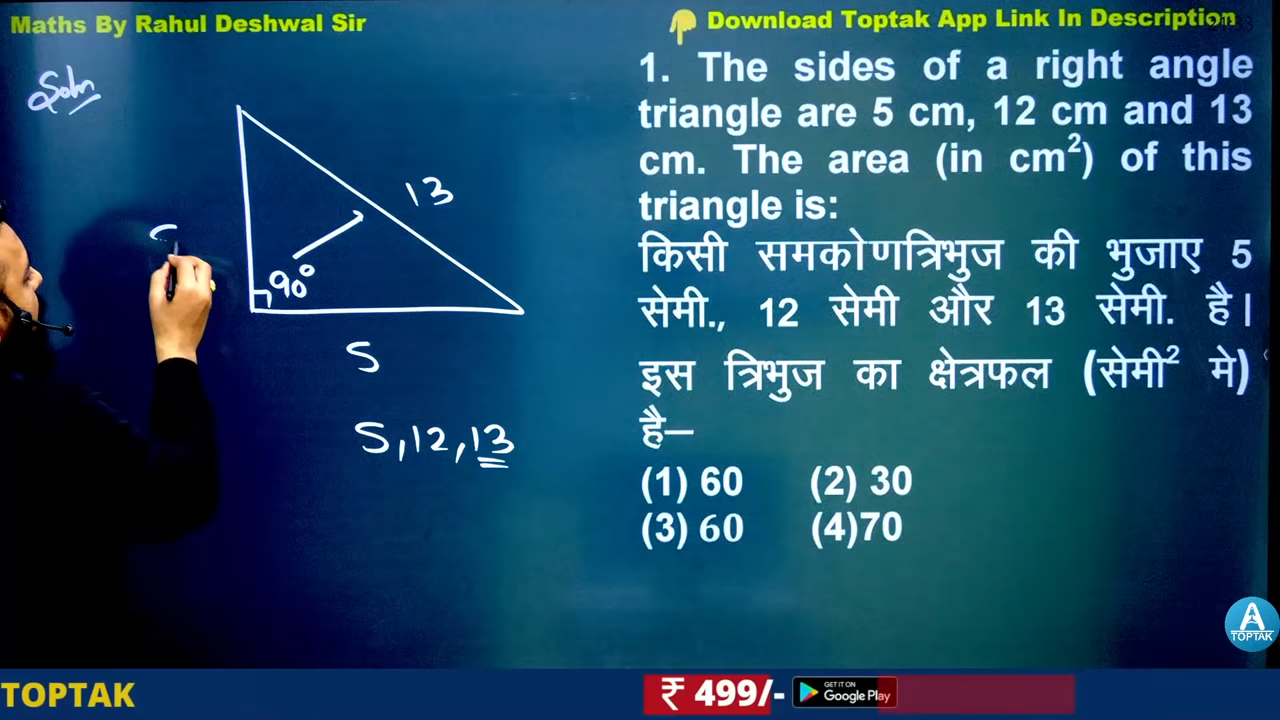 Maths By Rahul Deshwal Sir
Download Toptak App Link In Description
Soln
1. The sides of a right angle
triangle are 5 cm, 12 cm and 13
cm. The area (in cm²) of this
triangle is:
किसी समकोणत्रिभुज की भुजाए 5
सेमी., 12 सेमी और 13 सेमी. है|
इस त्रिभुज का क्षेत्रफल (सेमी² मे)
है–
(1) 60 (2) 30
(3) 60 (4)70
13
90°
5
5,12,13
A
TOPTAK
TOPTAK
₹ 499/-
GET IT ON
Google Play